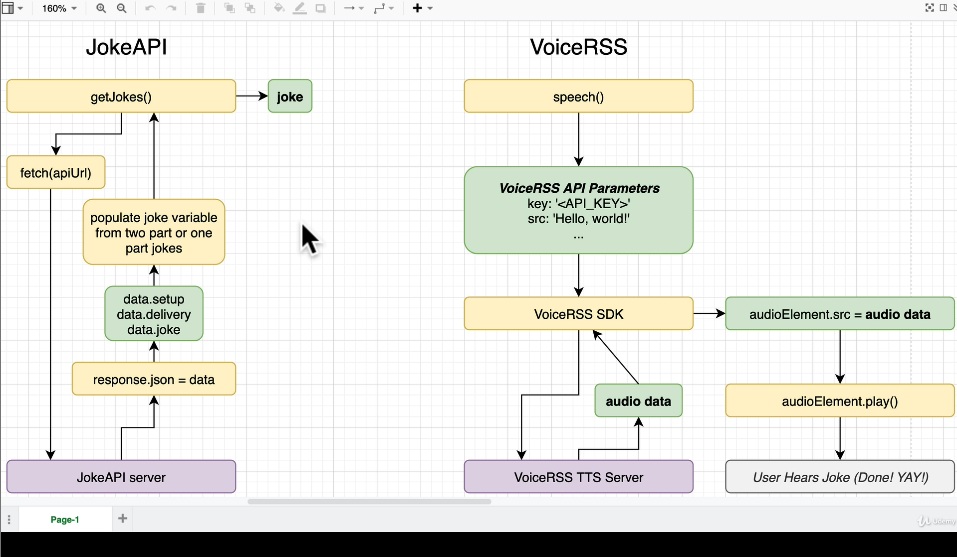 160%
JokeAPI
VoiceRSS
getJokes()
joke
speech()
fetch(apiUrl)
VoiceRSS API Parameters
key: '<API_KEY>'
src: 'Hello, world!'
...
populate joke variable
from two part or one
part jokes
data.setup
data.delivery
data.joke
VoiceRSS SDK
audioElement.src = audio data
response.json = data
audio data
audioElement.play()
JokeAPI server
VoiceRSS TTS Server
User Hears Joke (Done! YAY!)
Page-1
Udemy